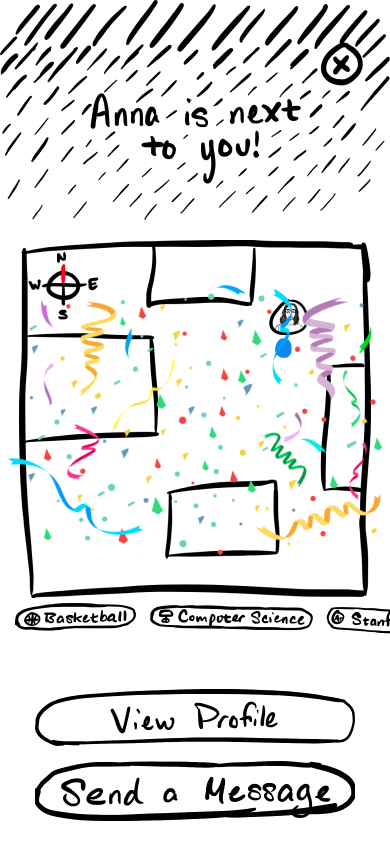 Anna is next
to you!
N
W E
S
Basketball
Computer Science
Stanf
View Profile
Send a Message